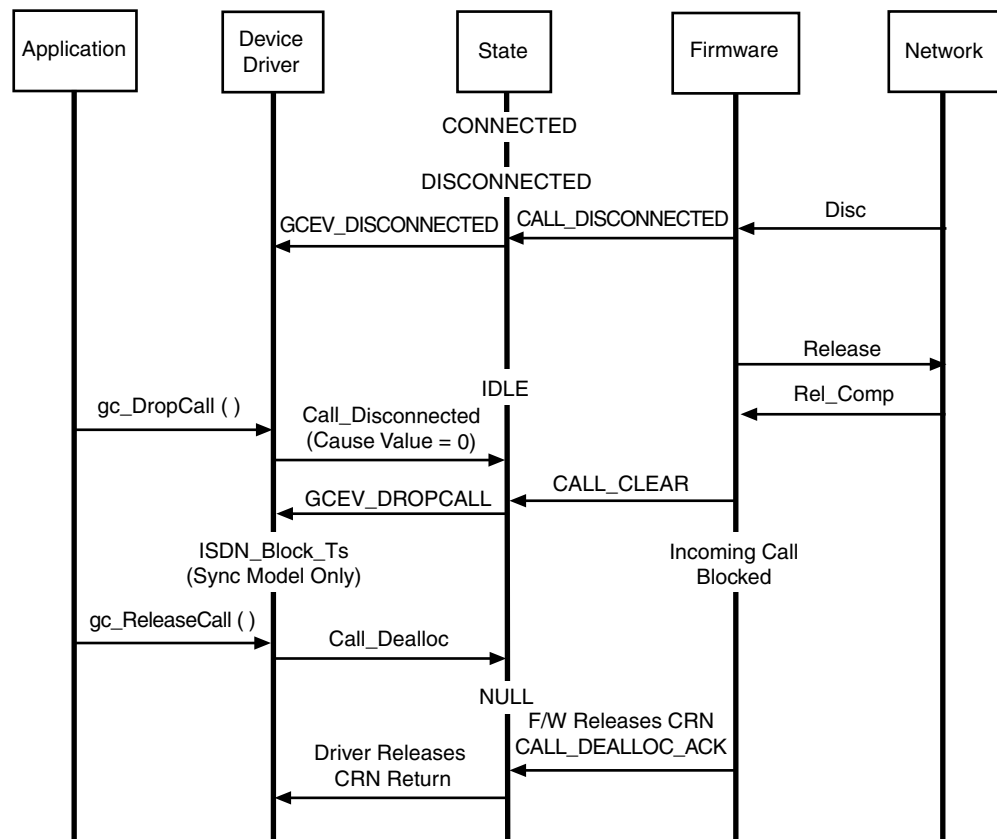 Application
Device
Driver
State
Firmware
Network
CONNECTED
DISCONNECTED
GCEV_DISCONNECTED
CALL_DISCONNECTED
Disc
Release
IDLE
Rel_Comp
gc_DropCall ( )
Call_Disconnected
(Cause Value = 0)
CALL_CLEAR
GCEV_DROPCALL
ISDN_Block_Ts
(Sync Model Only)
Incoming Call
Blocked
gc_ReleaseCall ( )
Call_Dealloc
NULL
F/W Releases CRN
CALL_DEALLOC_ACK
Driver Releases
CRN Return